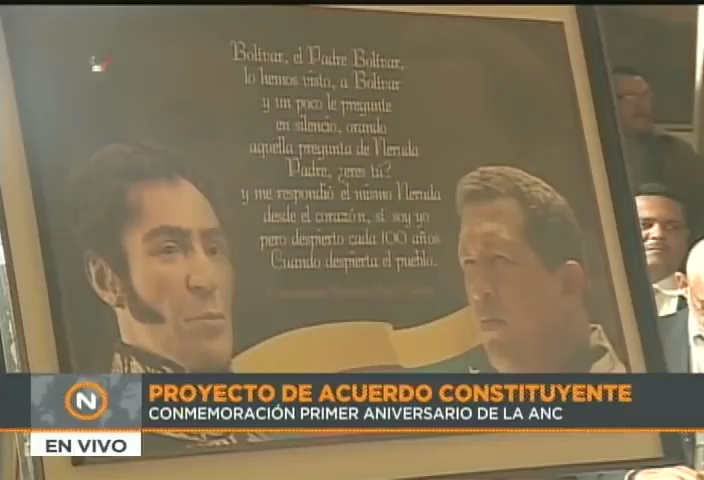 Bolívar, el Padre Bolívar,
lo hemos visto, a Bolívar
y un poco le pregunte
en silencio, orando
aquella pregunta de Neruda
Padre, ¿eres tú?
y me respondió el mismo Neruda
desde el corazón, sí soy yo
pero despierto cada 100 años
Cuando despierta el pueblo.
N
PROYECTO DE ACUERDO CONSTITUYENTE
CONMEMORACIÓN PRIMER ANIVERSARIO DE LA ANC
EN VIVO